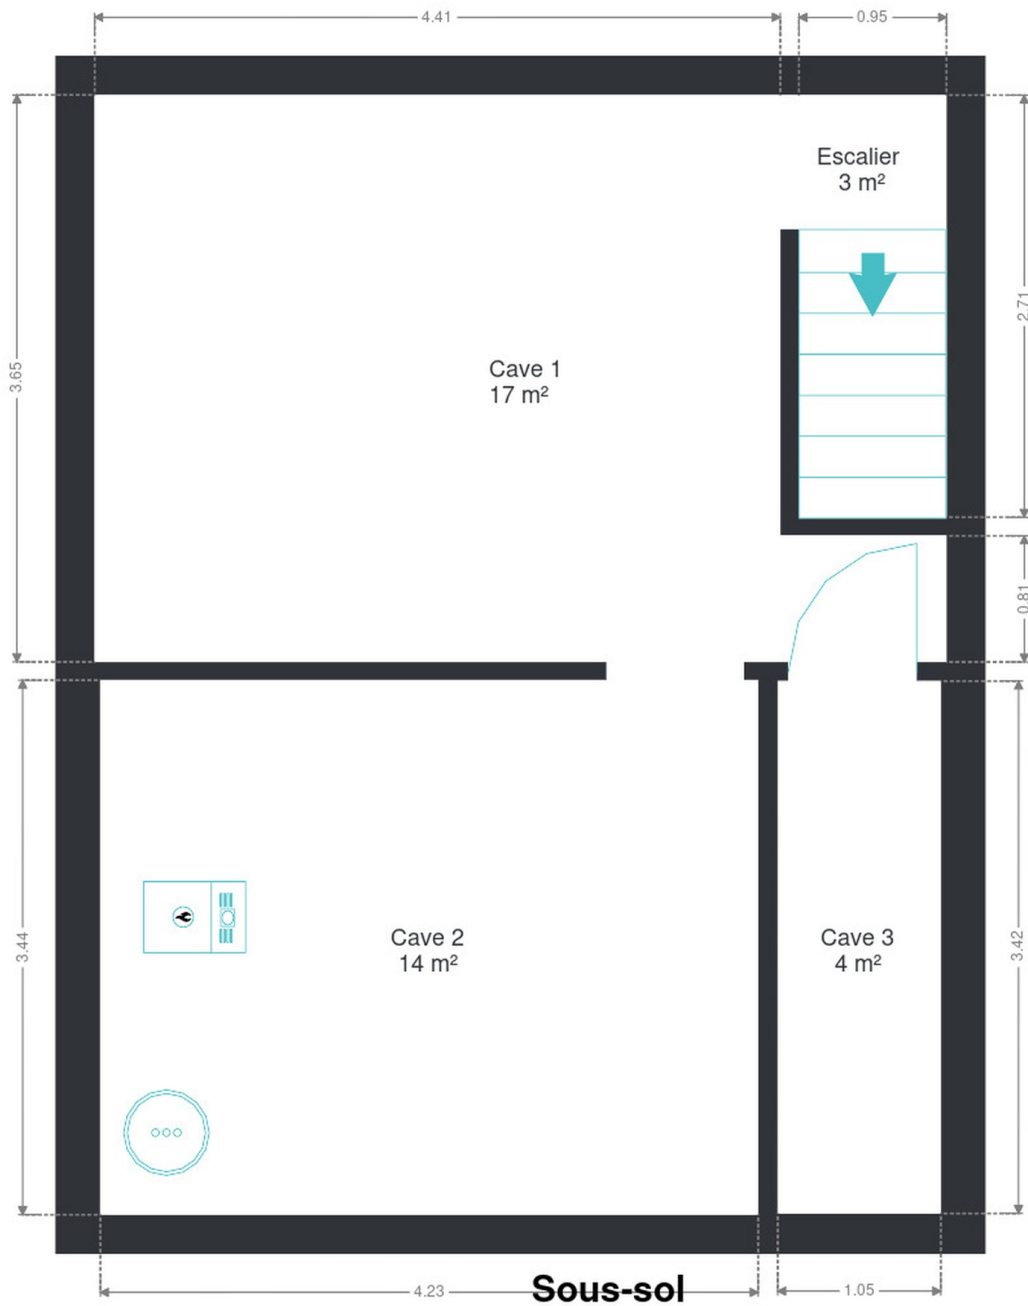 4.41
0.95
Escalier
3 m²
2.71
3.65
Cave 1
17 m²
0.81
3.44
Cave 2
14 m²
Cave 3
4 m²
3.42
4.23
Sous-sol
1.05